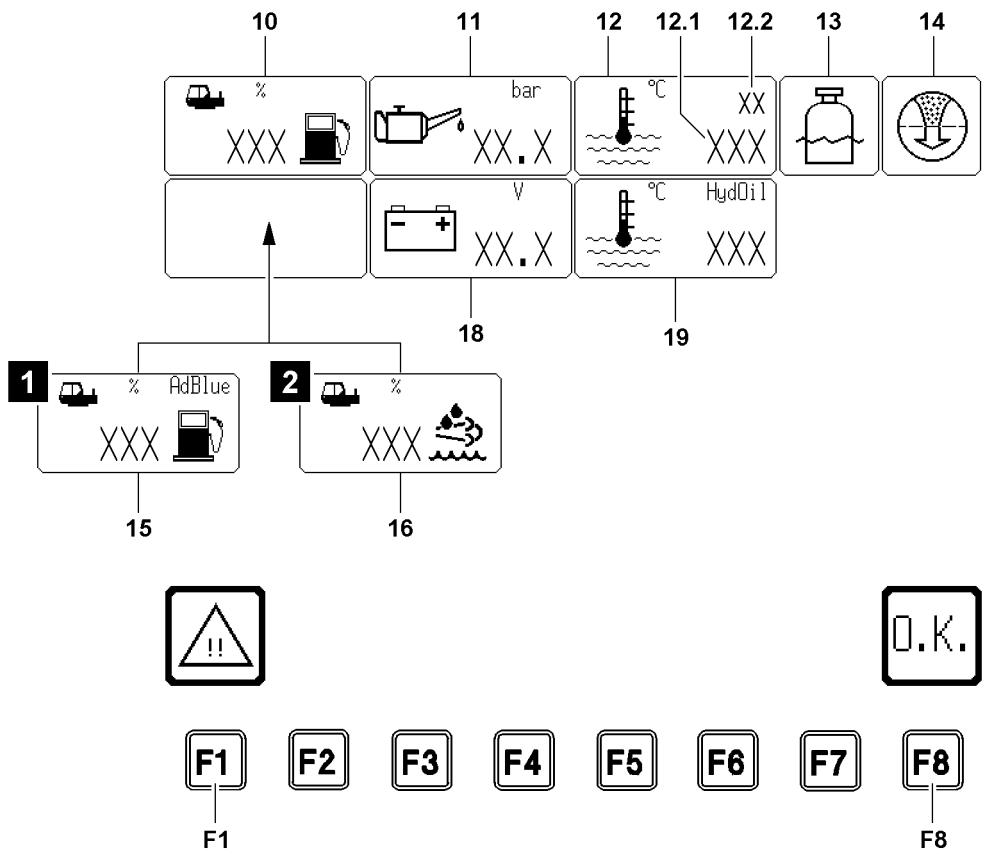 10 11 12 12.1 12.2 13 14
% bar °C XX
XXX XX.X XXX
V °C HydOil
- + XX.X XXX
18 19
1 % AdBlue 2 %
XXX XXX
15 16
!! O.K.
F1 F2 F3 F4 F5 F6 F7 F8
F1 F8